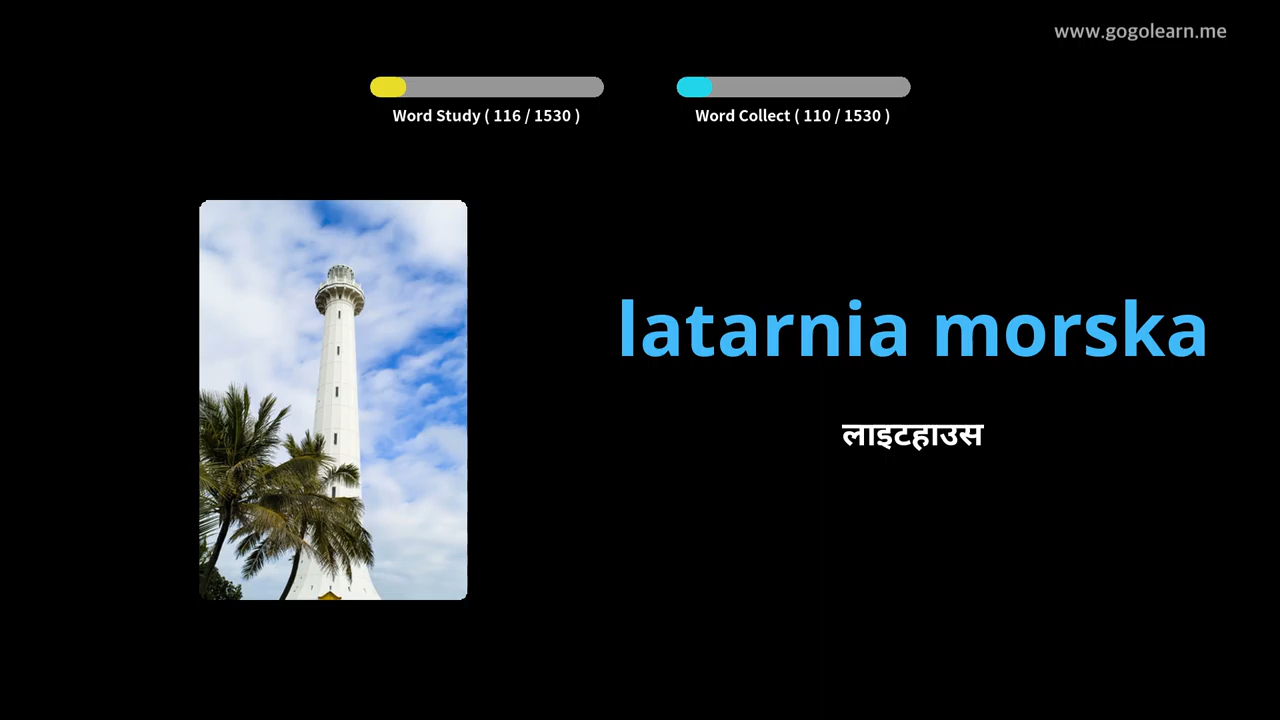 www.gogolearn.me
Word Study ( 116 / 1530 )
Word Collect ( 110 / 1530 )
latarnia morska
लाइटहाउस